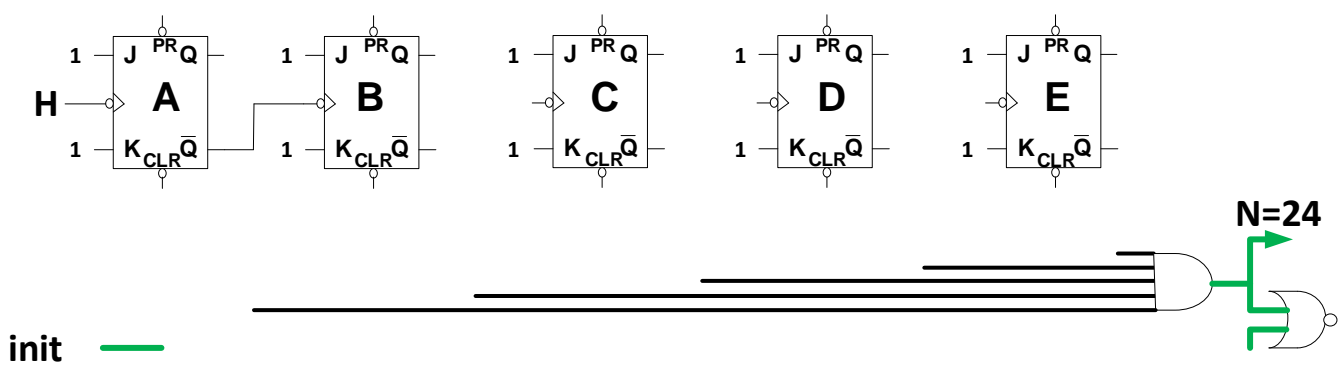 1 J PR Q 1 J PR Q 1 J PR Q 1 J PR Q 1 J PR Q
H A B C D E
1 K CLR Q̅ 1 K CLR Q̅ 1 K CLR Q̅ 1 K CLR Q̅ 1 K CLR Q̅
N=24
init